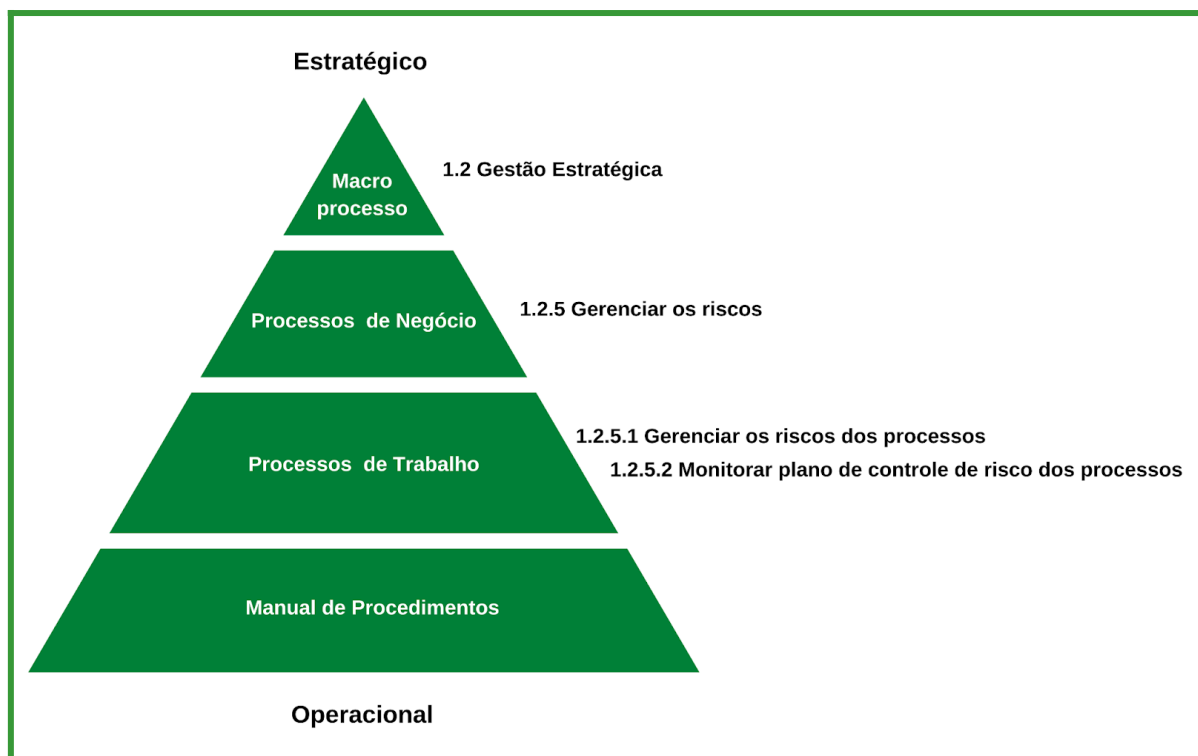 Estratégico
Macro
processo
1.2 Gestão Estratégica
Processos de Negócio
1.2.5 Gerenciar os riscos
Processos de Trabalho
1.2.5.1 Gerenciar os riscos dos processos
1.2.5.2 Monitorar plano de controle de risco dos processos
Manual de Procedimentos
Operacional